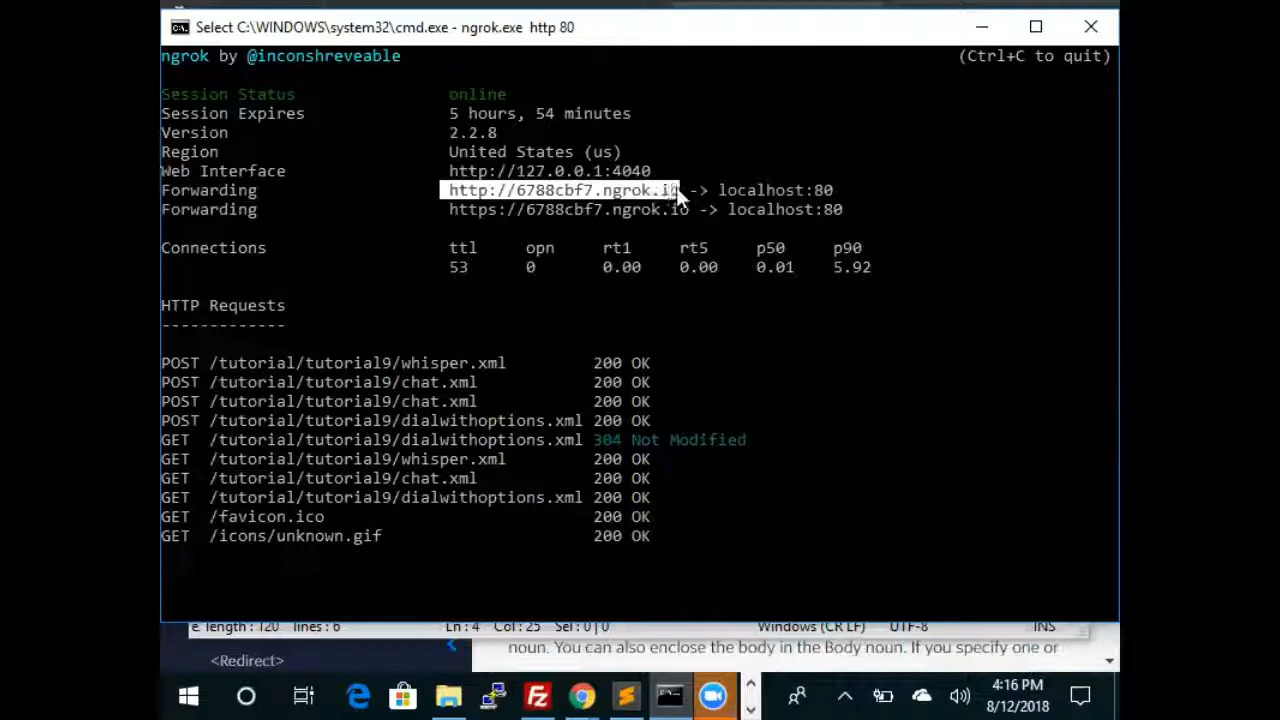 Select C:\WINDOWS\system32\cmd.exe - ngrok.exe  http 80
ngrok by @inconshreveable (Ctrl+C to quit)
Session Status online
Session Expires 5 hours, 54 minutes
Version 2.2.8
Region United States (us)
Web Interface http://127.0.0.1:4040
Forwarding http://6788cbf7.ngrok.io -> localhost:80
Forwarding https://6788cbf7.ngrok.io -> localhost:80
Connections ttl opn rt1 rt5 p50 p90
53 0 0.00 0.00 0.01 5.92
HTTP Requests
-------------
POST /tutorial/tutorial9/whisper.xml 200 OK
POST /tutorial/tutorial9/chat.xml 200 OK
POST /tutorial/tutorial9/chat.xml 200 OK
POST /tutorial/tutorial9/dialwithoptions.xml 200 OK
GET /tutorial/tutorial9/dialwithoptions.xml 304 Not Modified
GET /tutorial/tutorial9/whisper.xml 200 OK
GET /tutorial/tutorial9/chat.xml 200 OK
GET /tutorial/tutorial9/dialwithoptions.xml 200 OK
GET /favicon.ico 200 OK
GET /icons/unknown.gif 200 OK
length : 120 lines : 6 Ln : 4 Col : 25 Sel : 0 | 0 Windows (CR LF) UTF-8 INS
noun. You can also enclose the body in the Body noun. If you specify one or
<Redirect>
4:16 PM
8/12/2018